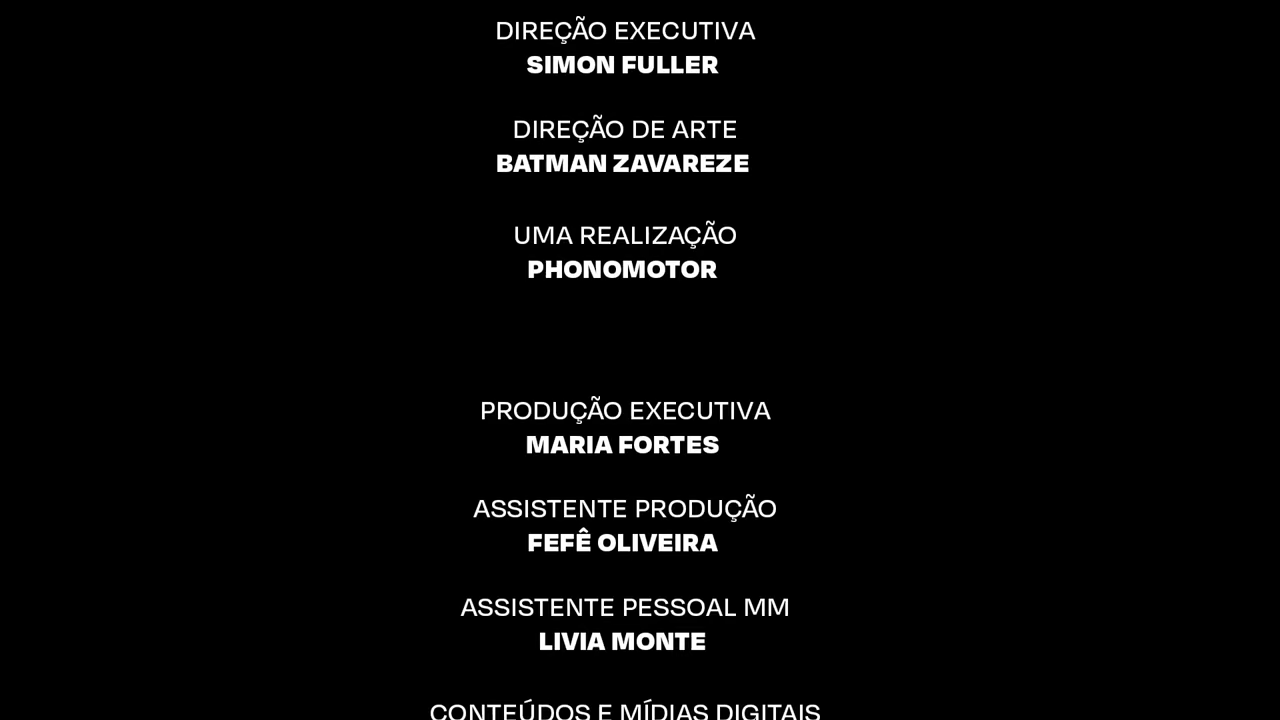 DIREÇÃO EXECUTIVA
SIMON FULLER
DIREÇÃO DE ARTE
BATMAN ZAVAREZE
UMA REALIZAÇÃO
PHONOMOTOR
PRODUÇÃO EXECUTIVA
MARIA FORTES
ASSISTENTE PRODUÇÃO
FEFÊ OLIVEIRA
ASSISTENTE PESSOAL MM
LIVIA MONTE
CONTEÚDOS E MÍDIAS DIGITAIS